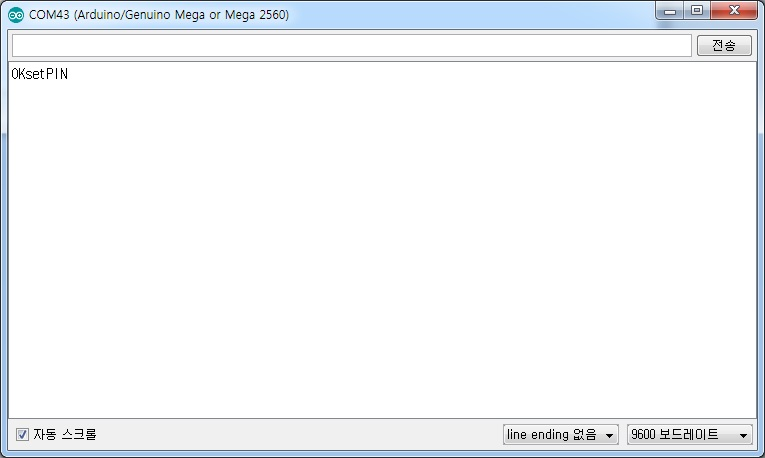 COM43 (Arduino/Genuino Mega or Mega 2560)
전송
OKsetPIN
자동 스크롤
line ending 없음
9600 보드레이트